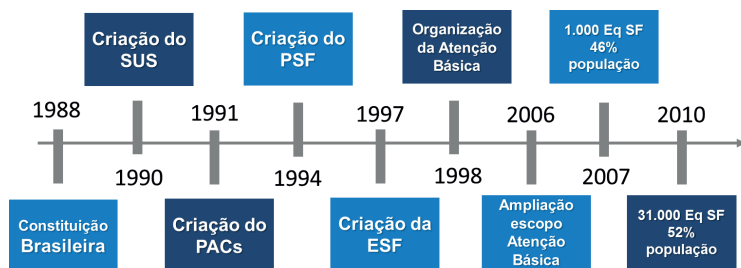 Criação do
SUS
Criação do
PSF
Organização
da Atenção
Básica
1.000 Eq SF
46%
população
1988
1991
1997
2006
2010
1990
1994
1998
2007
Constituição
Brasileira
Criação do
PACs
Criação da
ESF
Ampliação
escopo
Atenção
Básica
31.000 Eq SF
52%
população